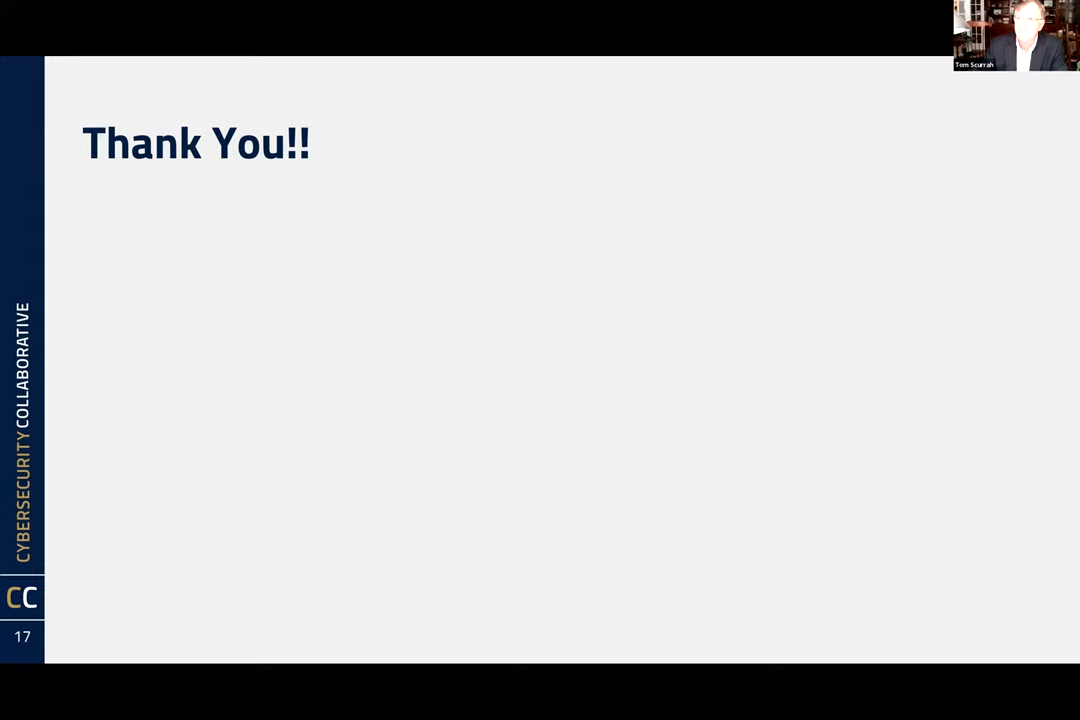 Tom Scurrah
Thank You!!
CYBERSECURITY COLLABORATIVE
CC
17